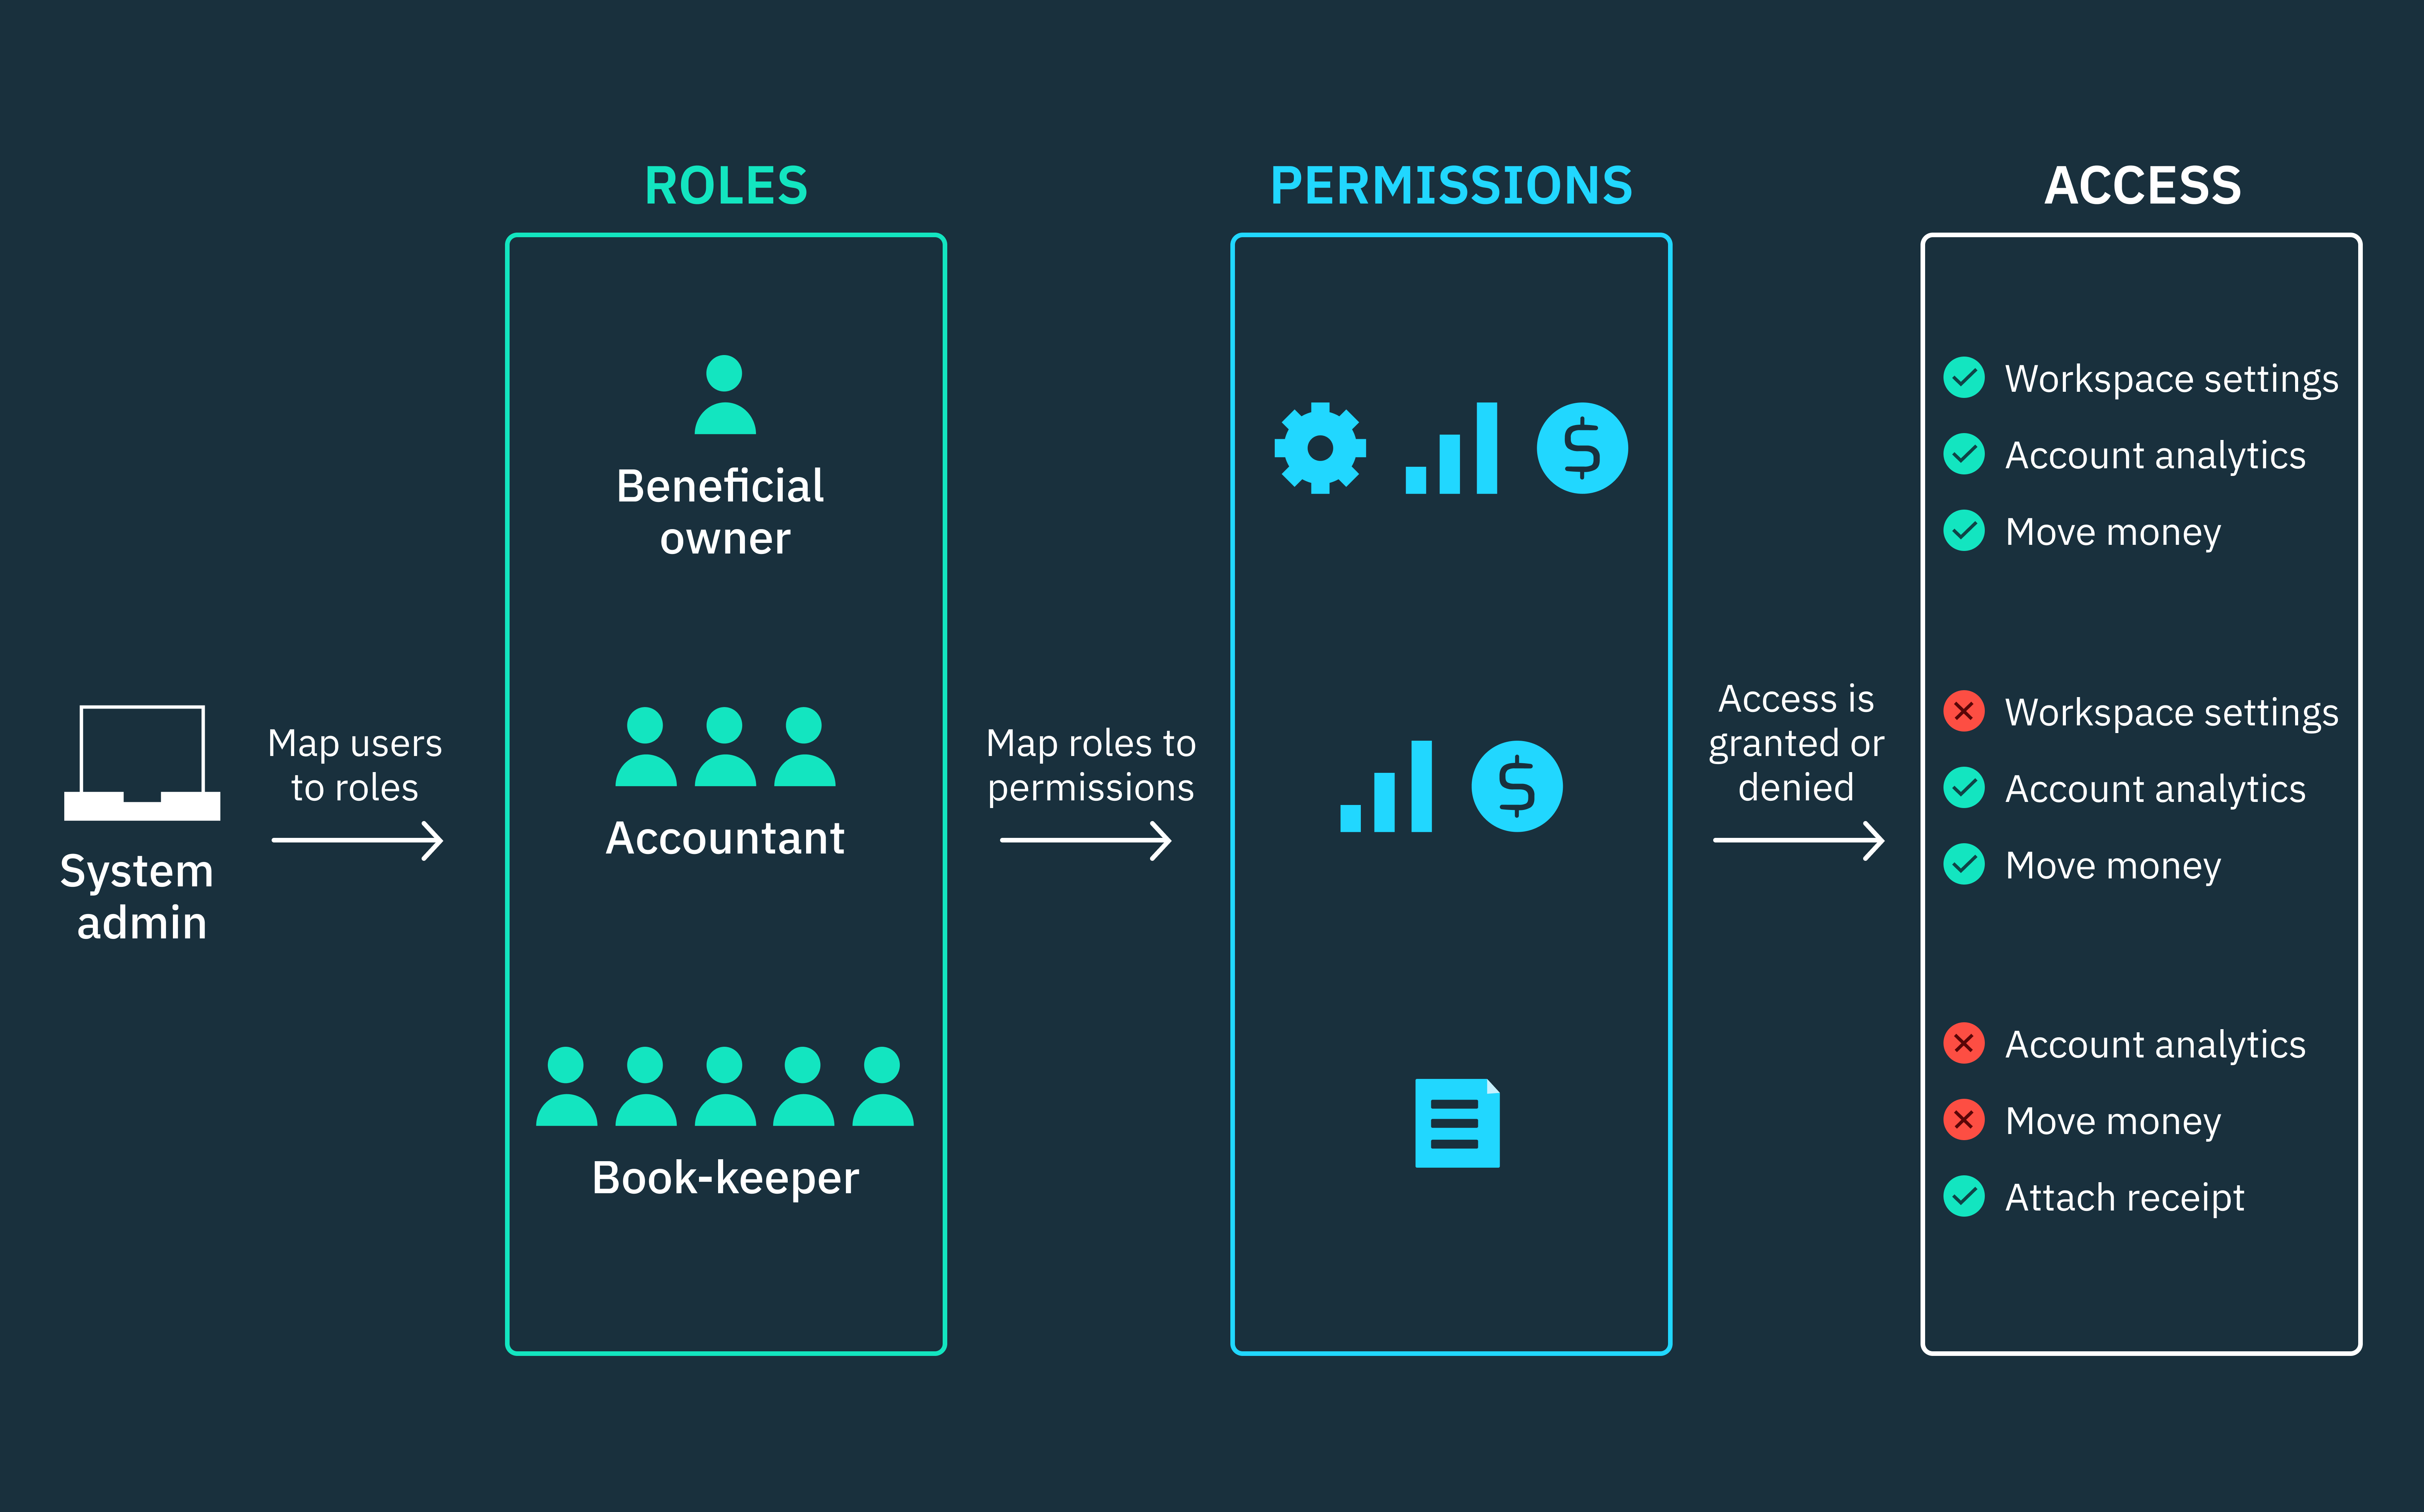 ROLES
PERMISSIONS
ACCESS
System
admin
Map users
to roles
Beneficial
owner
Accountant
Book-keeper
Map roles to
permissions
$
$
Access is
granted or
denied
Workspace settings
Account analytics
Move money
Workspace settings
Account analytics
Move money
Account analytics
Move money
Attach receipt